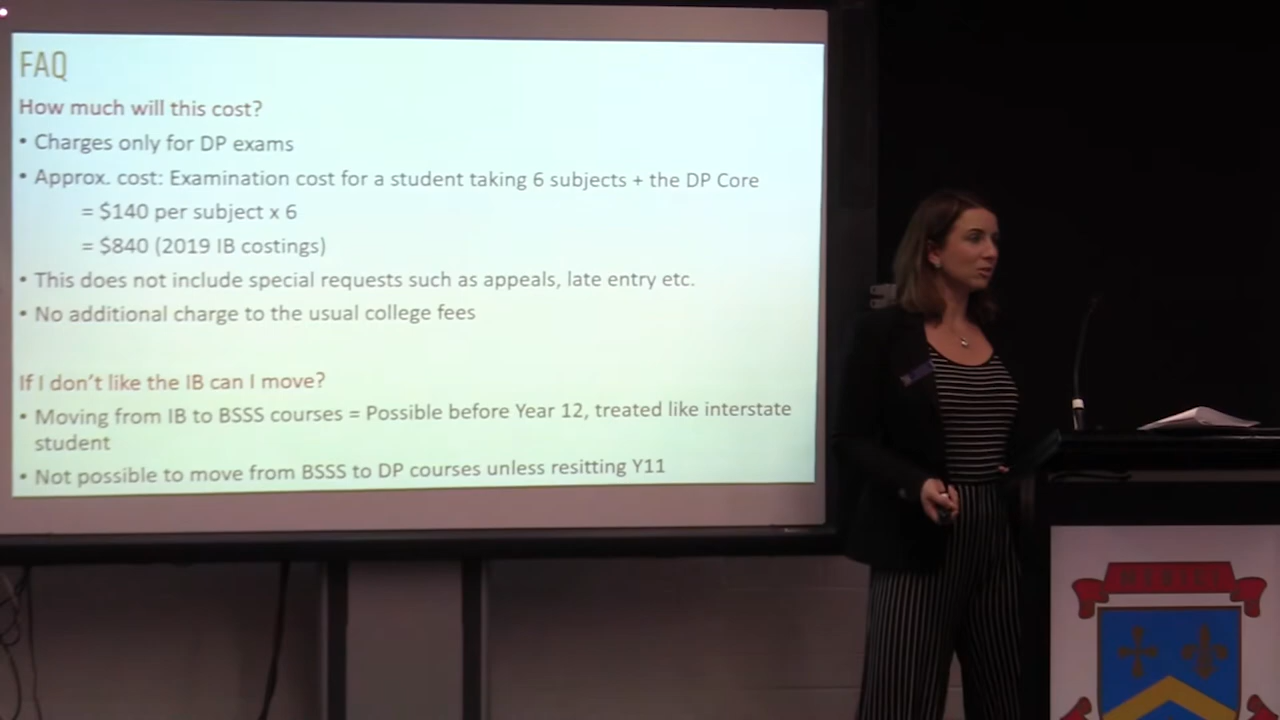 FAQ
How much will this cost?
• Charges only for DP exams
• Approx. cost: Examination cost for a student taking 6 subjects + the DP Core
= $140 per subject x 6
= $840 (2019 IB costings)
• This does not include special requests such as appeals, late entry etc.
• No additional charge to the usual college fees
If I don't like the IB can I move?
• Moving from IB to BSSS courses = Possible before Year 12, treated like interstate
student
• Not possible to move from BSSS to DP courses unless resitting Y11